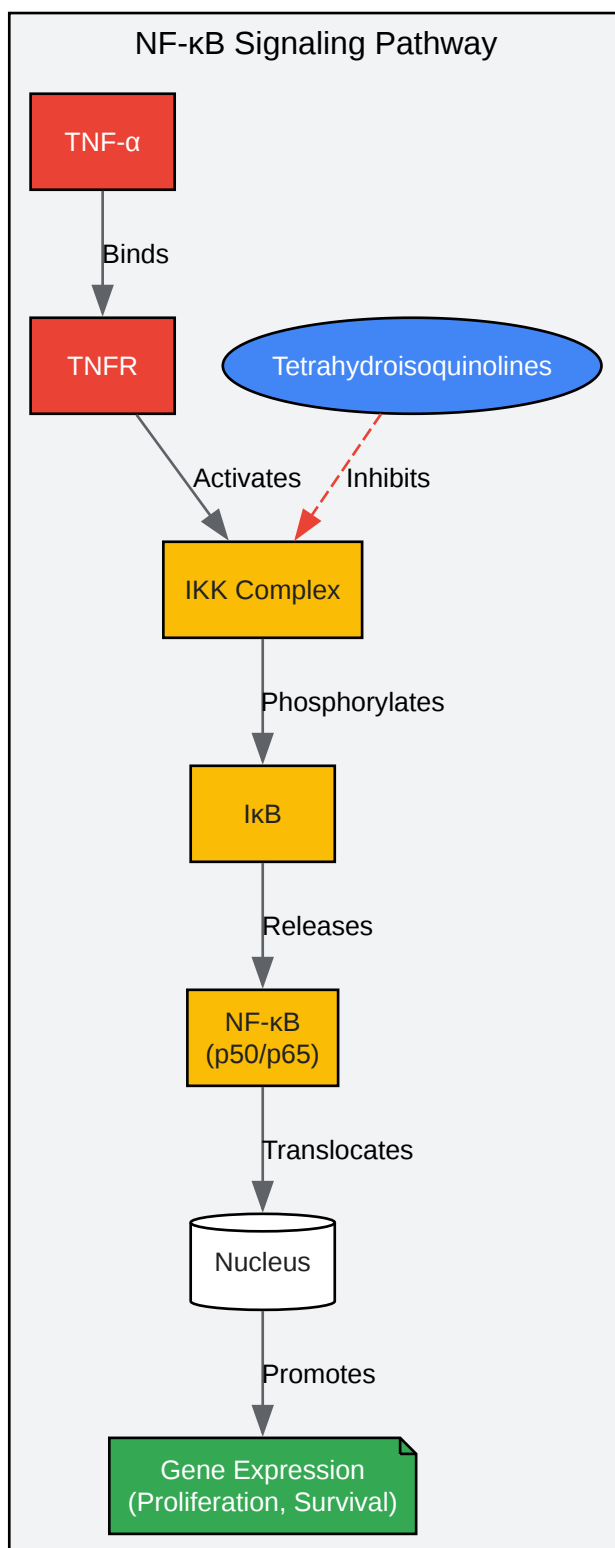 NF-κB Signaling Pathway
TNF-α
Binds
TNFR
Tetrahydroisoquinolines
Activates
Inhibits
IKK Complex
Phosphorylates
IκB
Releases
NF-κB
(p50/p65)
Translocates
Nucleus
Promotes
Gene Expression
(Proliferation, Survival)